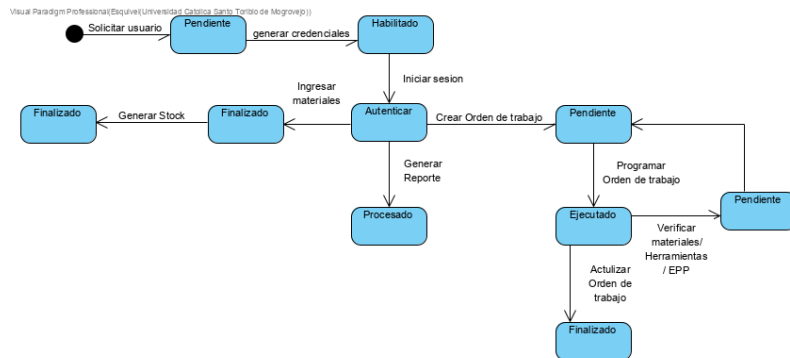 Visual Paradigm Professional(Esquivel(Universidad Catolica Santo Toribio de Mogrovejo))
Solicitar usuario
Pendiente
generar credenciales
Habilitado
Iniciar sesion
Finalizado
Generar Stock
Finalizado
Ingresar
materiales
Autenticar
Crear Orden de trabajo
Pendiente
Generar
Reporte
Programar
Orden de trabajo
Pendiente
Procesado
Ejecutado
Verificar
materiales/
Herramientas
/ EPP
Actulizar
Orden de
trabajo
Finalizado